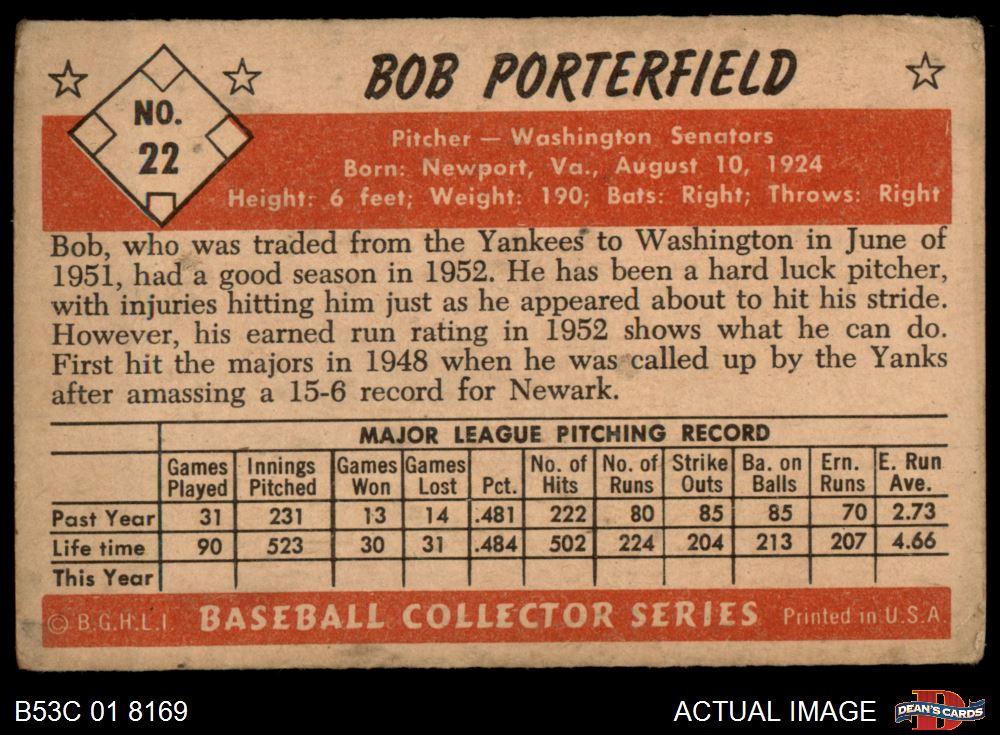 BOB PORTERFIELD
NO.
22
Pitcher — Washington Senators
Born: Newport, Va., August 10, 1924
Height: 6 feet; Weight: 190; Bats: Right; Throws: Right
Bob, who was traded from the Yankees to Washington in June of
1951, had a good season in 1952. He has been a hard luck pitcher,
with injuries hitting him just as he appeared about to hit his stride.
However, his earned run rating in 1952 shows what he can do.
First hit the majors in 1948 when he was called up by the Yanks
after amassing a 15-6 record for Newark.
MAJOR LEAGUE PITCHING RECORD
Games Innings Games Games No. of No. of Strike Ba. on Ern. E. Run
Played Pitched Won Lost Pct. Hits Runs Outs Balls Runs Ave.
Past Year 31 231 13 14 .481 222 80 85 85 70 2.73
Life time 90 523 30 31 .484 502 224 204 213 207 4.66
This Year
© B.G.H.L.I. BASEBALL COLLECTOR SERIES Printed in U.S.A.
B53C 01 8169 ACTUAL IMAGE DEAN'S CARDS